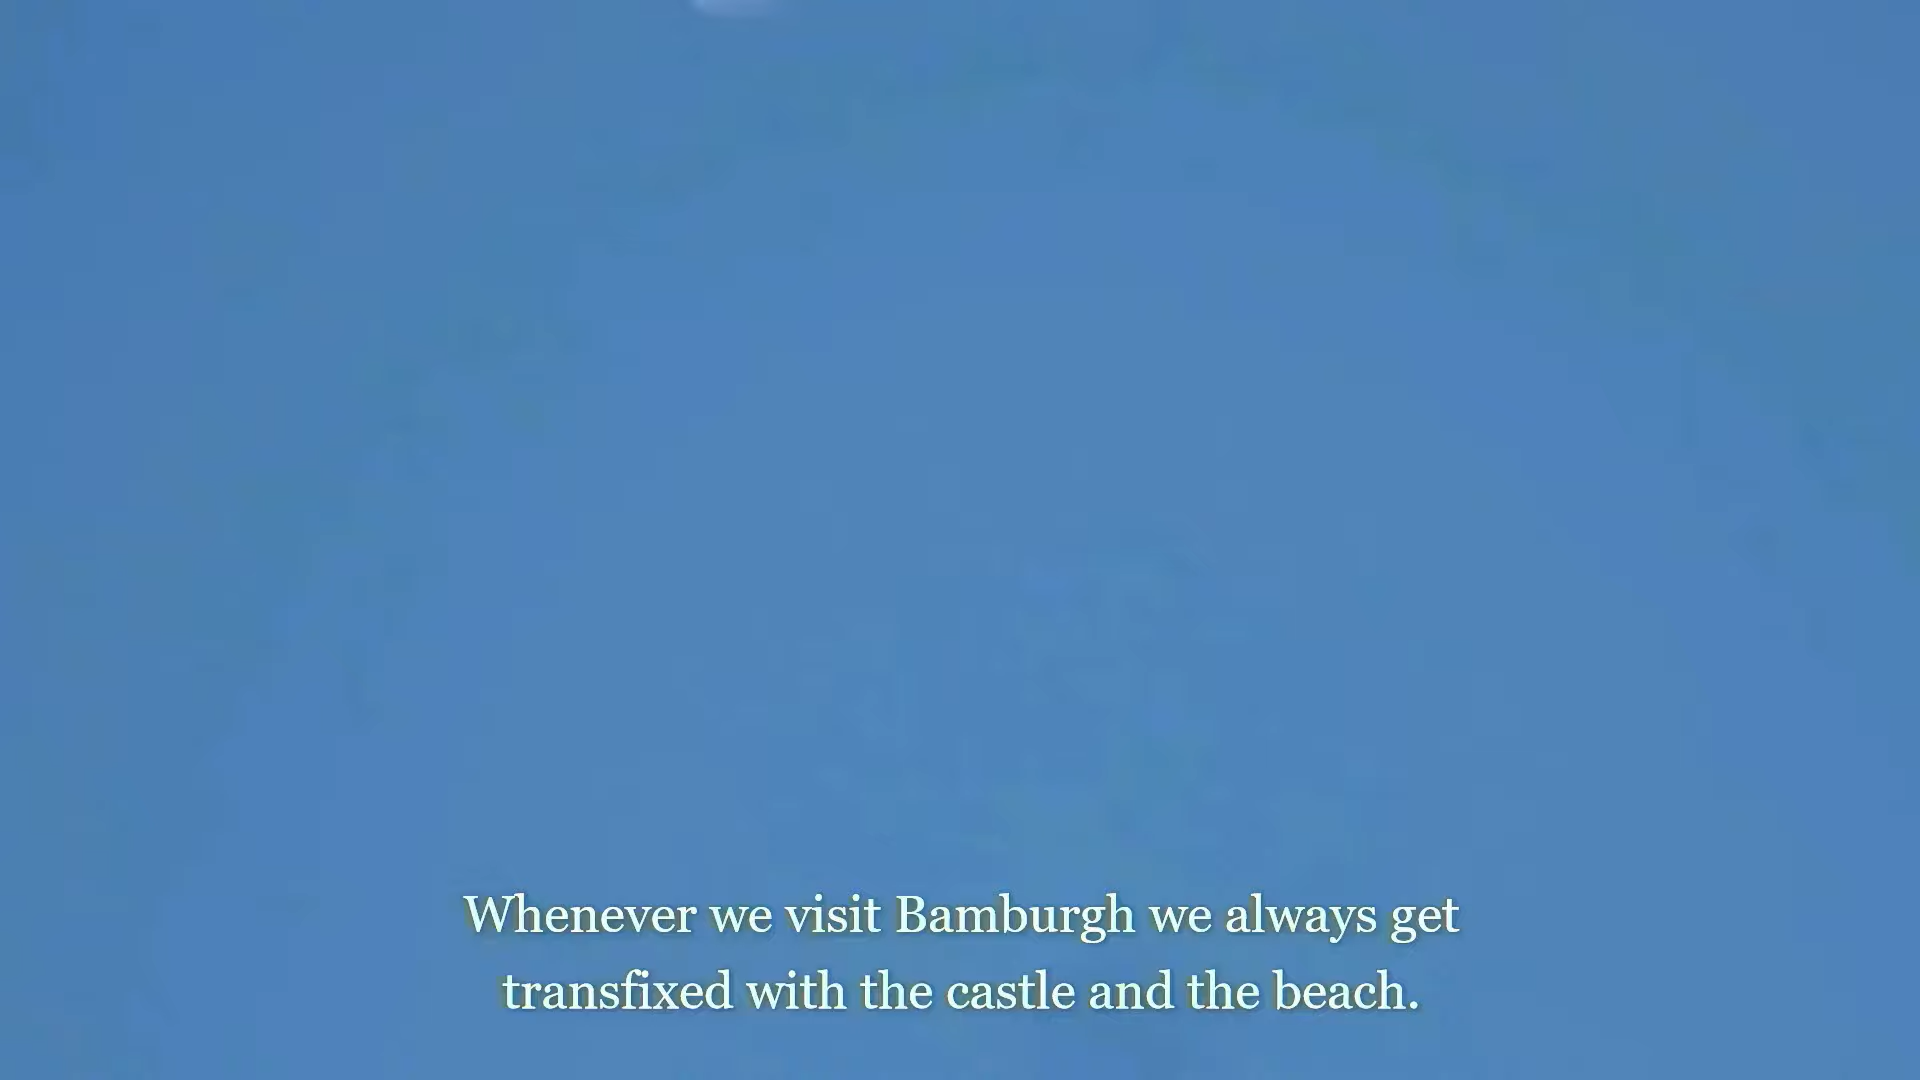 Whenever we visit Bamburgh we always get
transfixed with the castle and the beach.